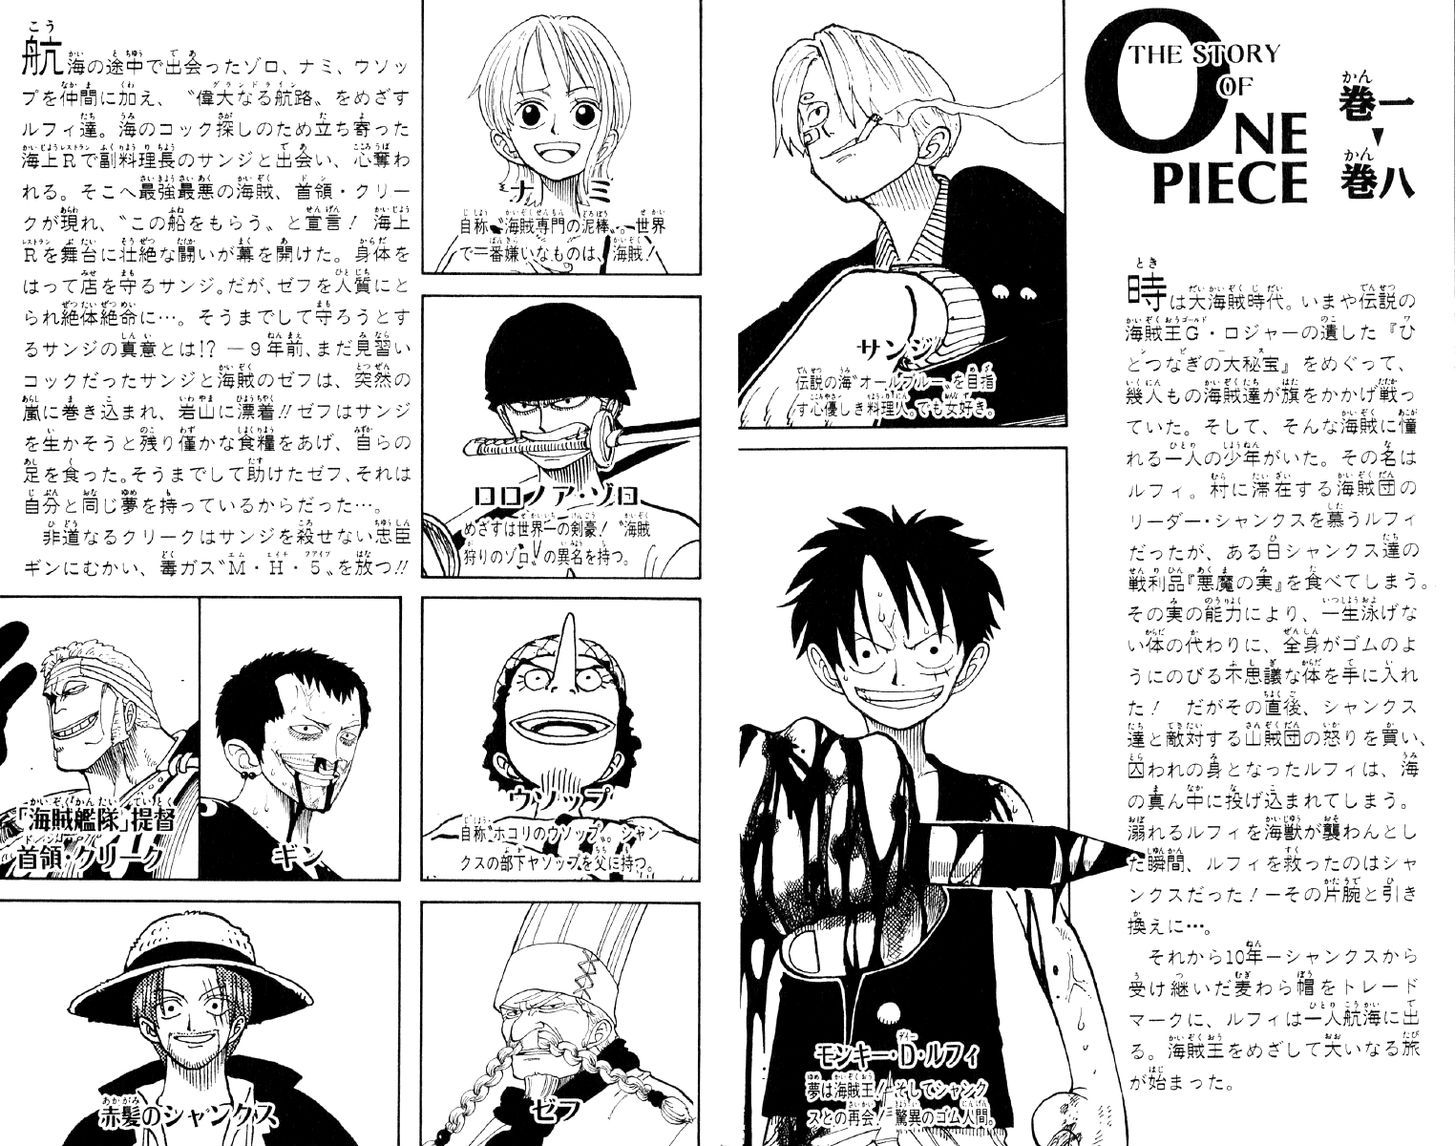 THE STORY
OF
ONE
PIECE
巻一
▼
巻八
時は大海賊時代。いまや伝説の
海賊王G・ロジャーの遺した『ひ
とつなぎの大秘宝』をめぐって、
幾人もの海賊達が旗をかかげ戦っ
ていた。そして、そんな海賊に憧
れる一人の少年がいた。その名は
ルフィ。村に滞在する海賊団の
リーダー・シャンクスを慕うルフィ
だったが、ある日シャンクス達の
戦利品『悪魔の実』を食べてしまう。
その実の能力により、一生泳げな
い体の代わりに、全身がゴムのよ
うにのびる不思議な体を手に入れ
た！　だがその直後、シャンクス
達と敵対する山賊団の怒りを買い、
囚われの身となったルフィは、海
の真ん中に投げ込まれてしまう。
溺れるルフィを海獣が襲わんとし
た瞬間、ルフィを救ったのはシャ
ンクスだった！―その片腕と引き
換えに…。
それから10年―シャンクスから
受け継いだ麦わら帽をトレード
マークに、ルフィは一人航海に出
る。海賊王をめざして大いなる旅
が始まった。
サンジ
伝説の海〝オールブルー〟を目指
す心優しき料理人。でも女好き。
モンキー・D・ルフィ
夢は海賊王！そしてシャンク
スとの再会！驚異のゴム人間。
ナミ
自称〝海賊専門の泥棒〟。世界
で一番嫌いなものは、海賊！
ロロノア・ゾロ
めざすは世界一の剣豪！〝海賊
狩りのゾロ〟の異名を持つ。
ウソップ
自称〝ホコリのウソップ〟。シャン
クスの部下ヤソップを父に持つ。
ゼフ
航海の途中で出会ったゾロ、ナミ、ウソッ
プを仲間に加え、〝偉大なる航路〟をめざす
ルフィ達。海のコック探しのため立ち寄った
海上Rで副料理長のサンジと出会い、心奪わ
れる。そこへ最強最悪の海賊、首領・クリー
クが現れ、〝この船をもらう〟と宣言！海上
Rを舞台に壮絶な闘いが幕を開けた。身体を
はって店を守るサンジ。だが、ゼフを人質にと
られ絶体絶命に…。そうまでして守ろうとす
るサンジの真意とは!?　―9年前、まだ見習い
コックだったサンジと海賊のゼフは、突然の
嵐に巻き込まれ、岩山に漂着!!ゼフはサンジ
を生かそうと残り僅かな食糧をあげ、自らの
足を食った。そうまでして助けたゼフ、それは
自分と同じ夢を持っているからだった…。
非道なるクリークはサンジを殺せない忠臣
ギンにむかい、毒ガス〝M・H・5〟を放つ!!
「海賊艦隊」提督
首領・クリーク
ギン
赤髪のシャンクス